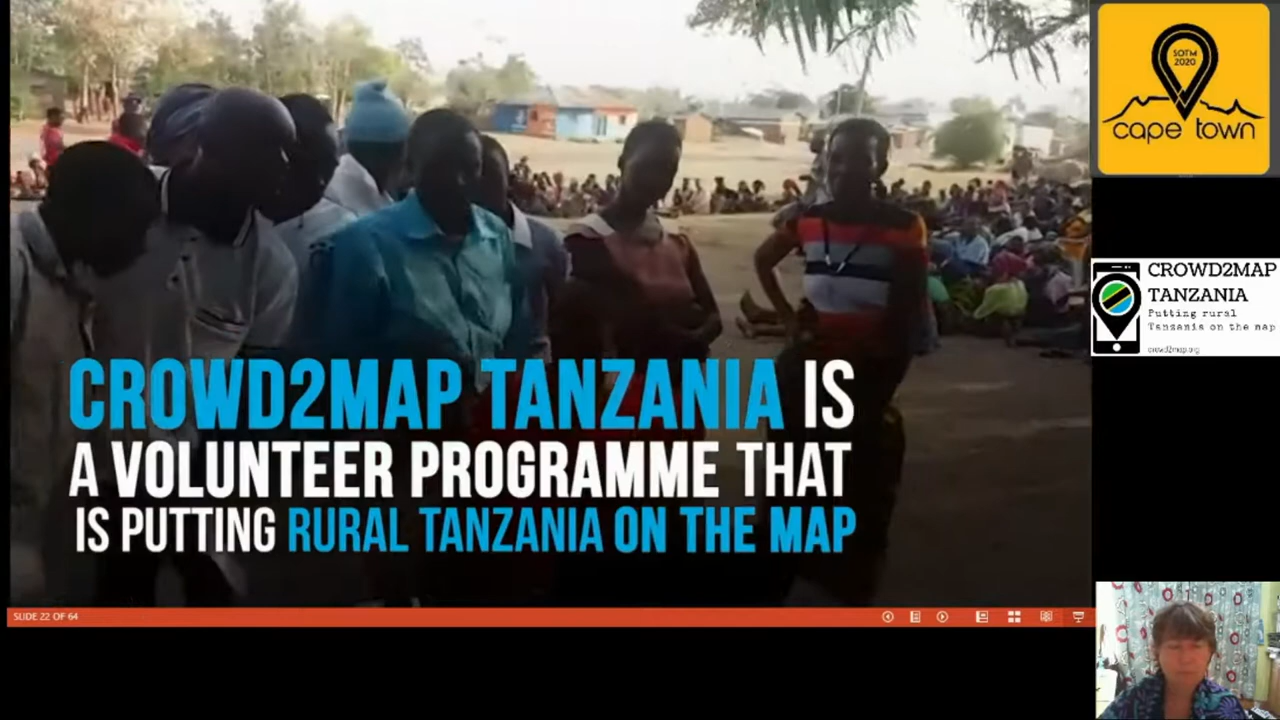 SOTM
2020
cape town
CROWD2MAP
TANZANIA
Putting rural
Tanzania on the map
crowd2map.org
CROWD2MAP TANZANIA IS
A VOLUNTEER PROGRAMME THAT
IS PUTTING RURAL TANZANIA ON THE MAP
SLIDE 22 OF 64